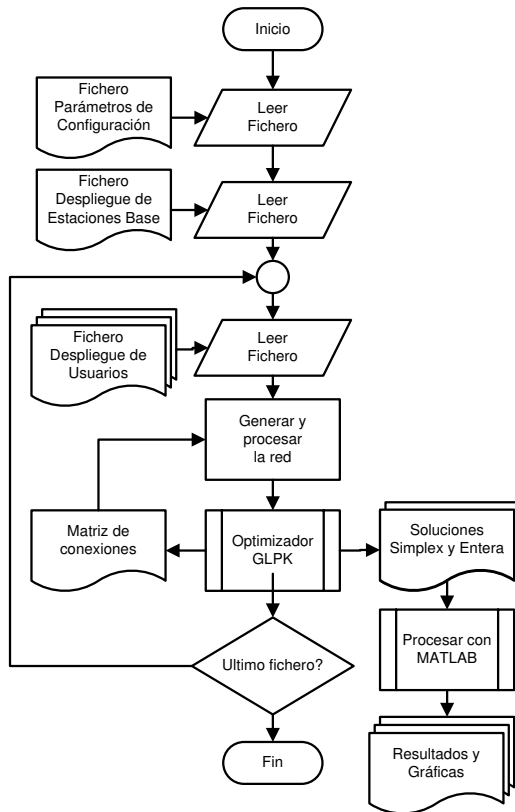 Inicio
Fichero
Parámetros de
Configuración
Leer
Fichero
Fichero
Despliegue de
Estaciones Base
Leer
Fichero
Fichero
Despliegue de
Usuarios
Leer
Fichero
Generar y
procesar
la red
Matriz de
conexiones
Optimizador
GLPK
Soluciones
Simplex y Entera
Ultimo fichero?
Procesar con
MATLAB
Fin
Resultados y
Gráficas